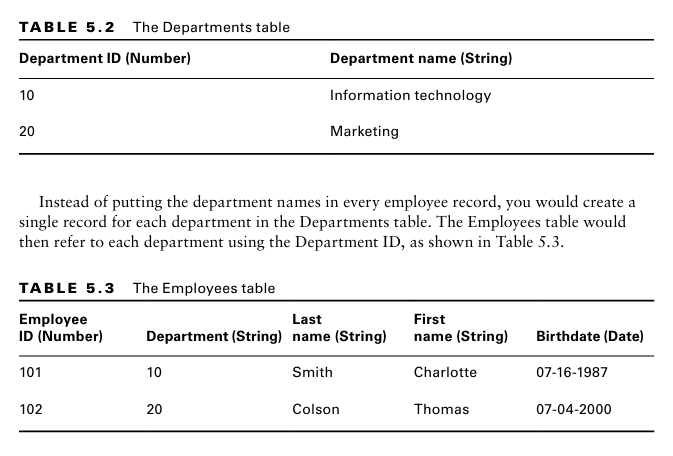 TABLE 5.2 The Departments table
Department ID (Number) Department name (String)
10 Information technology
20 Marketing
Instead of putting the department names in every employee record, you would create a
single record for each department in the Departments table. The Employees table would
then refer to each department using the Department ID, as shown in Table 5.3.
TABLE 5.3 The Employees table
Employee Last First
ID (Number) Department (String) name (String) name (String) Birthdate (Date)
101 10 Smith Charlotte 07-16-1987
102 20 Colson Thomas 07-04-2000